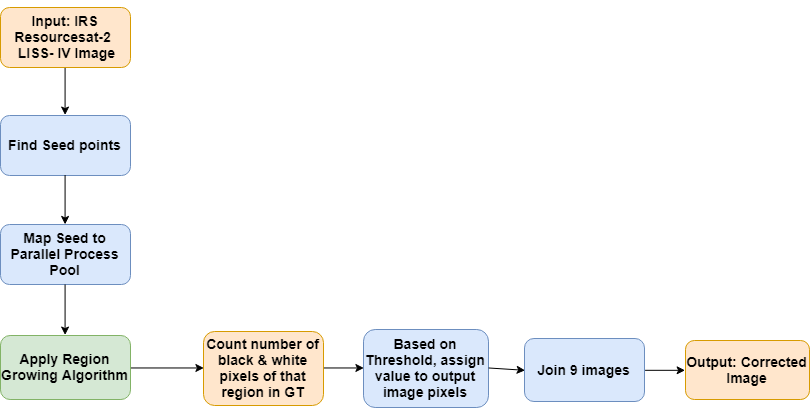 Input: IRS
Resourcesat-2
LISS- IV Image
Find Seed points
Map Seed to
Parallel Process
Pool
Apply Region
Growing Algorithm
Count number of
black & white
pixels of that
region in GT
Based on
Threshold, assign
value to output
image pixels
Join 9 images
Output: Corrected
Image